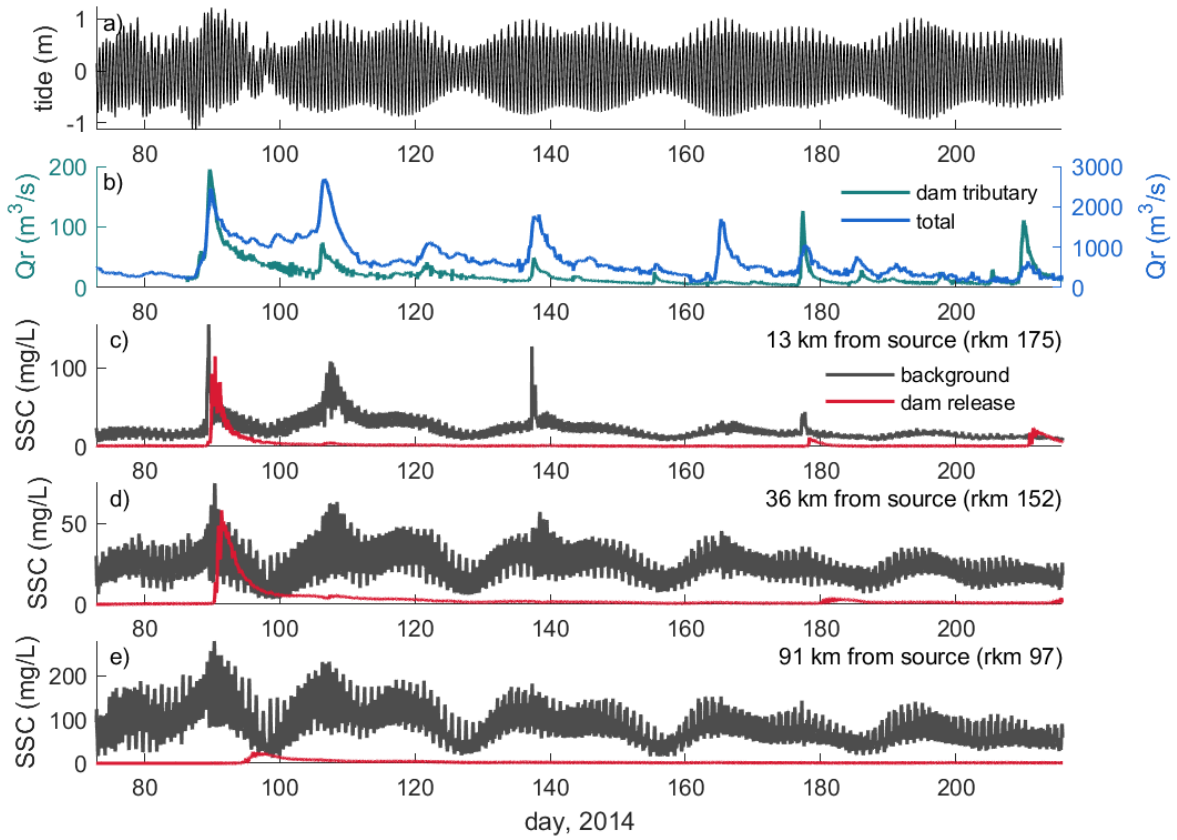 a)
tide (m)
1
0
-1
80 100 120 140 160 180 200
b)
Qr (m³/s)
200
100
0
dam tributary
total
3000
2000
1000
0
Qr (m³/s)
80 100 120 140 160 180 200
c)
13 km from source (rkm 175)
SSC (mg/L)
100
0
background
dam release
80 100 120 140 160 180 200
d)
36 km from source (rkm 152)
SSC (mg/L)
50
0
80 100 120 140 160 180 200
e)
91 km from source (rkm 97)
SSC (mg/L)
200
100
0
80 100 120 140 160 180 200
day, 2014